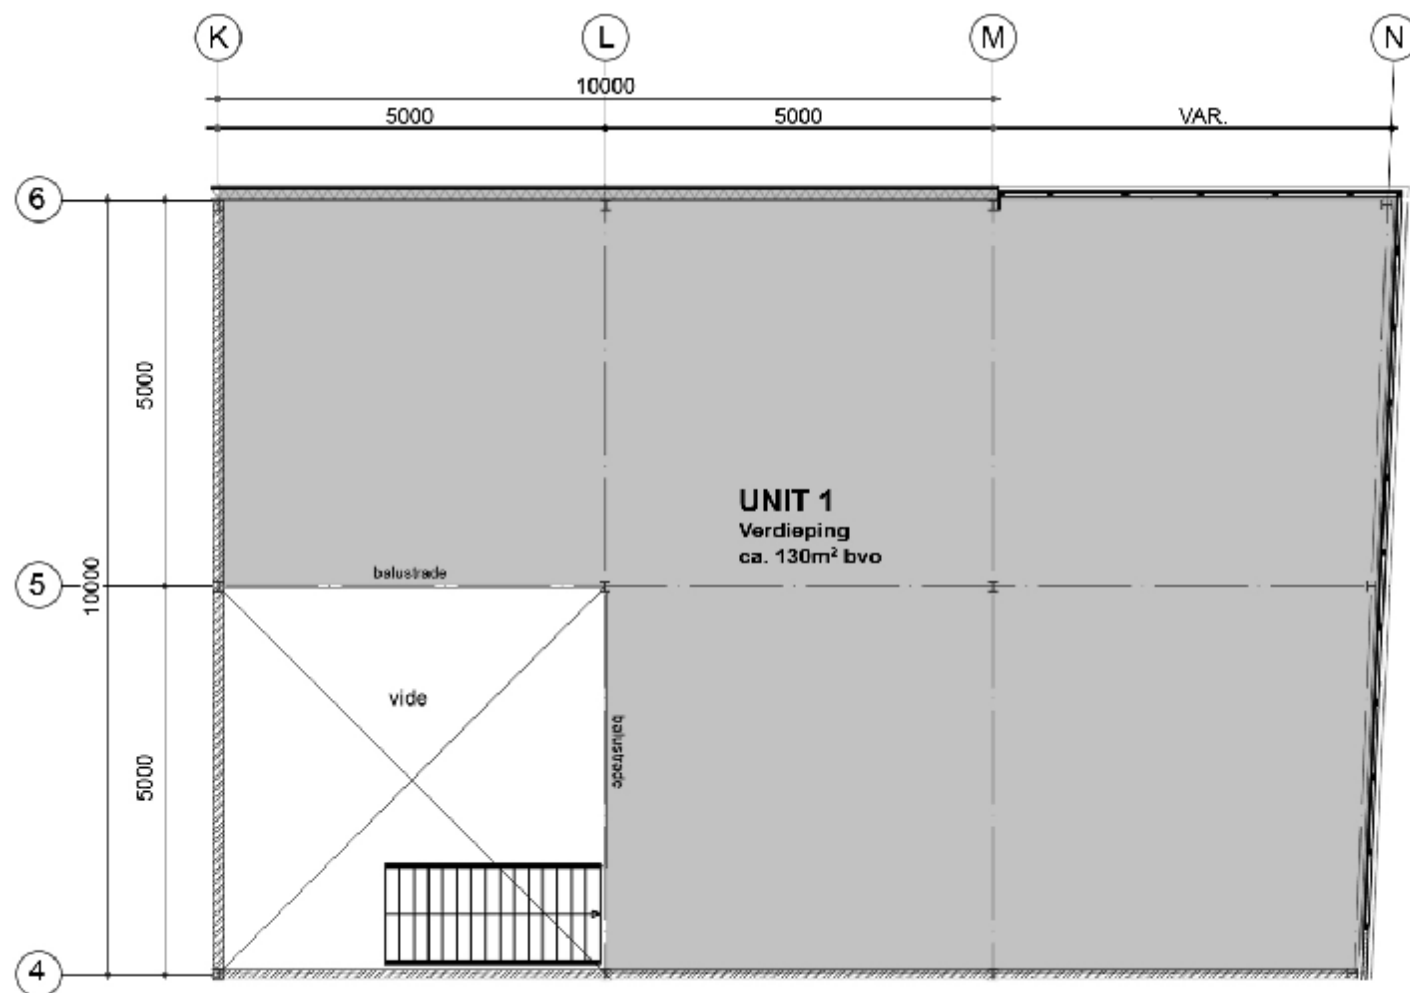 K
L
M
N
10000
5000
5000
VAR.
6
5000
UNIT 1
Verdieping
ca. 130m² bvo
balustrade
5
10000
vide
balustrade
5000
4